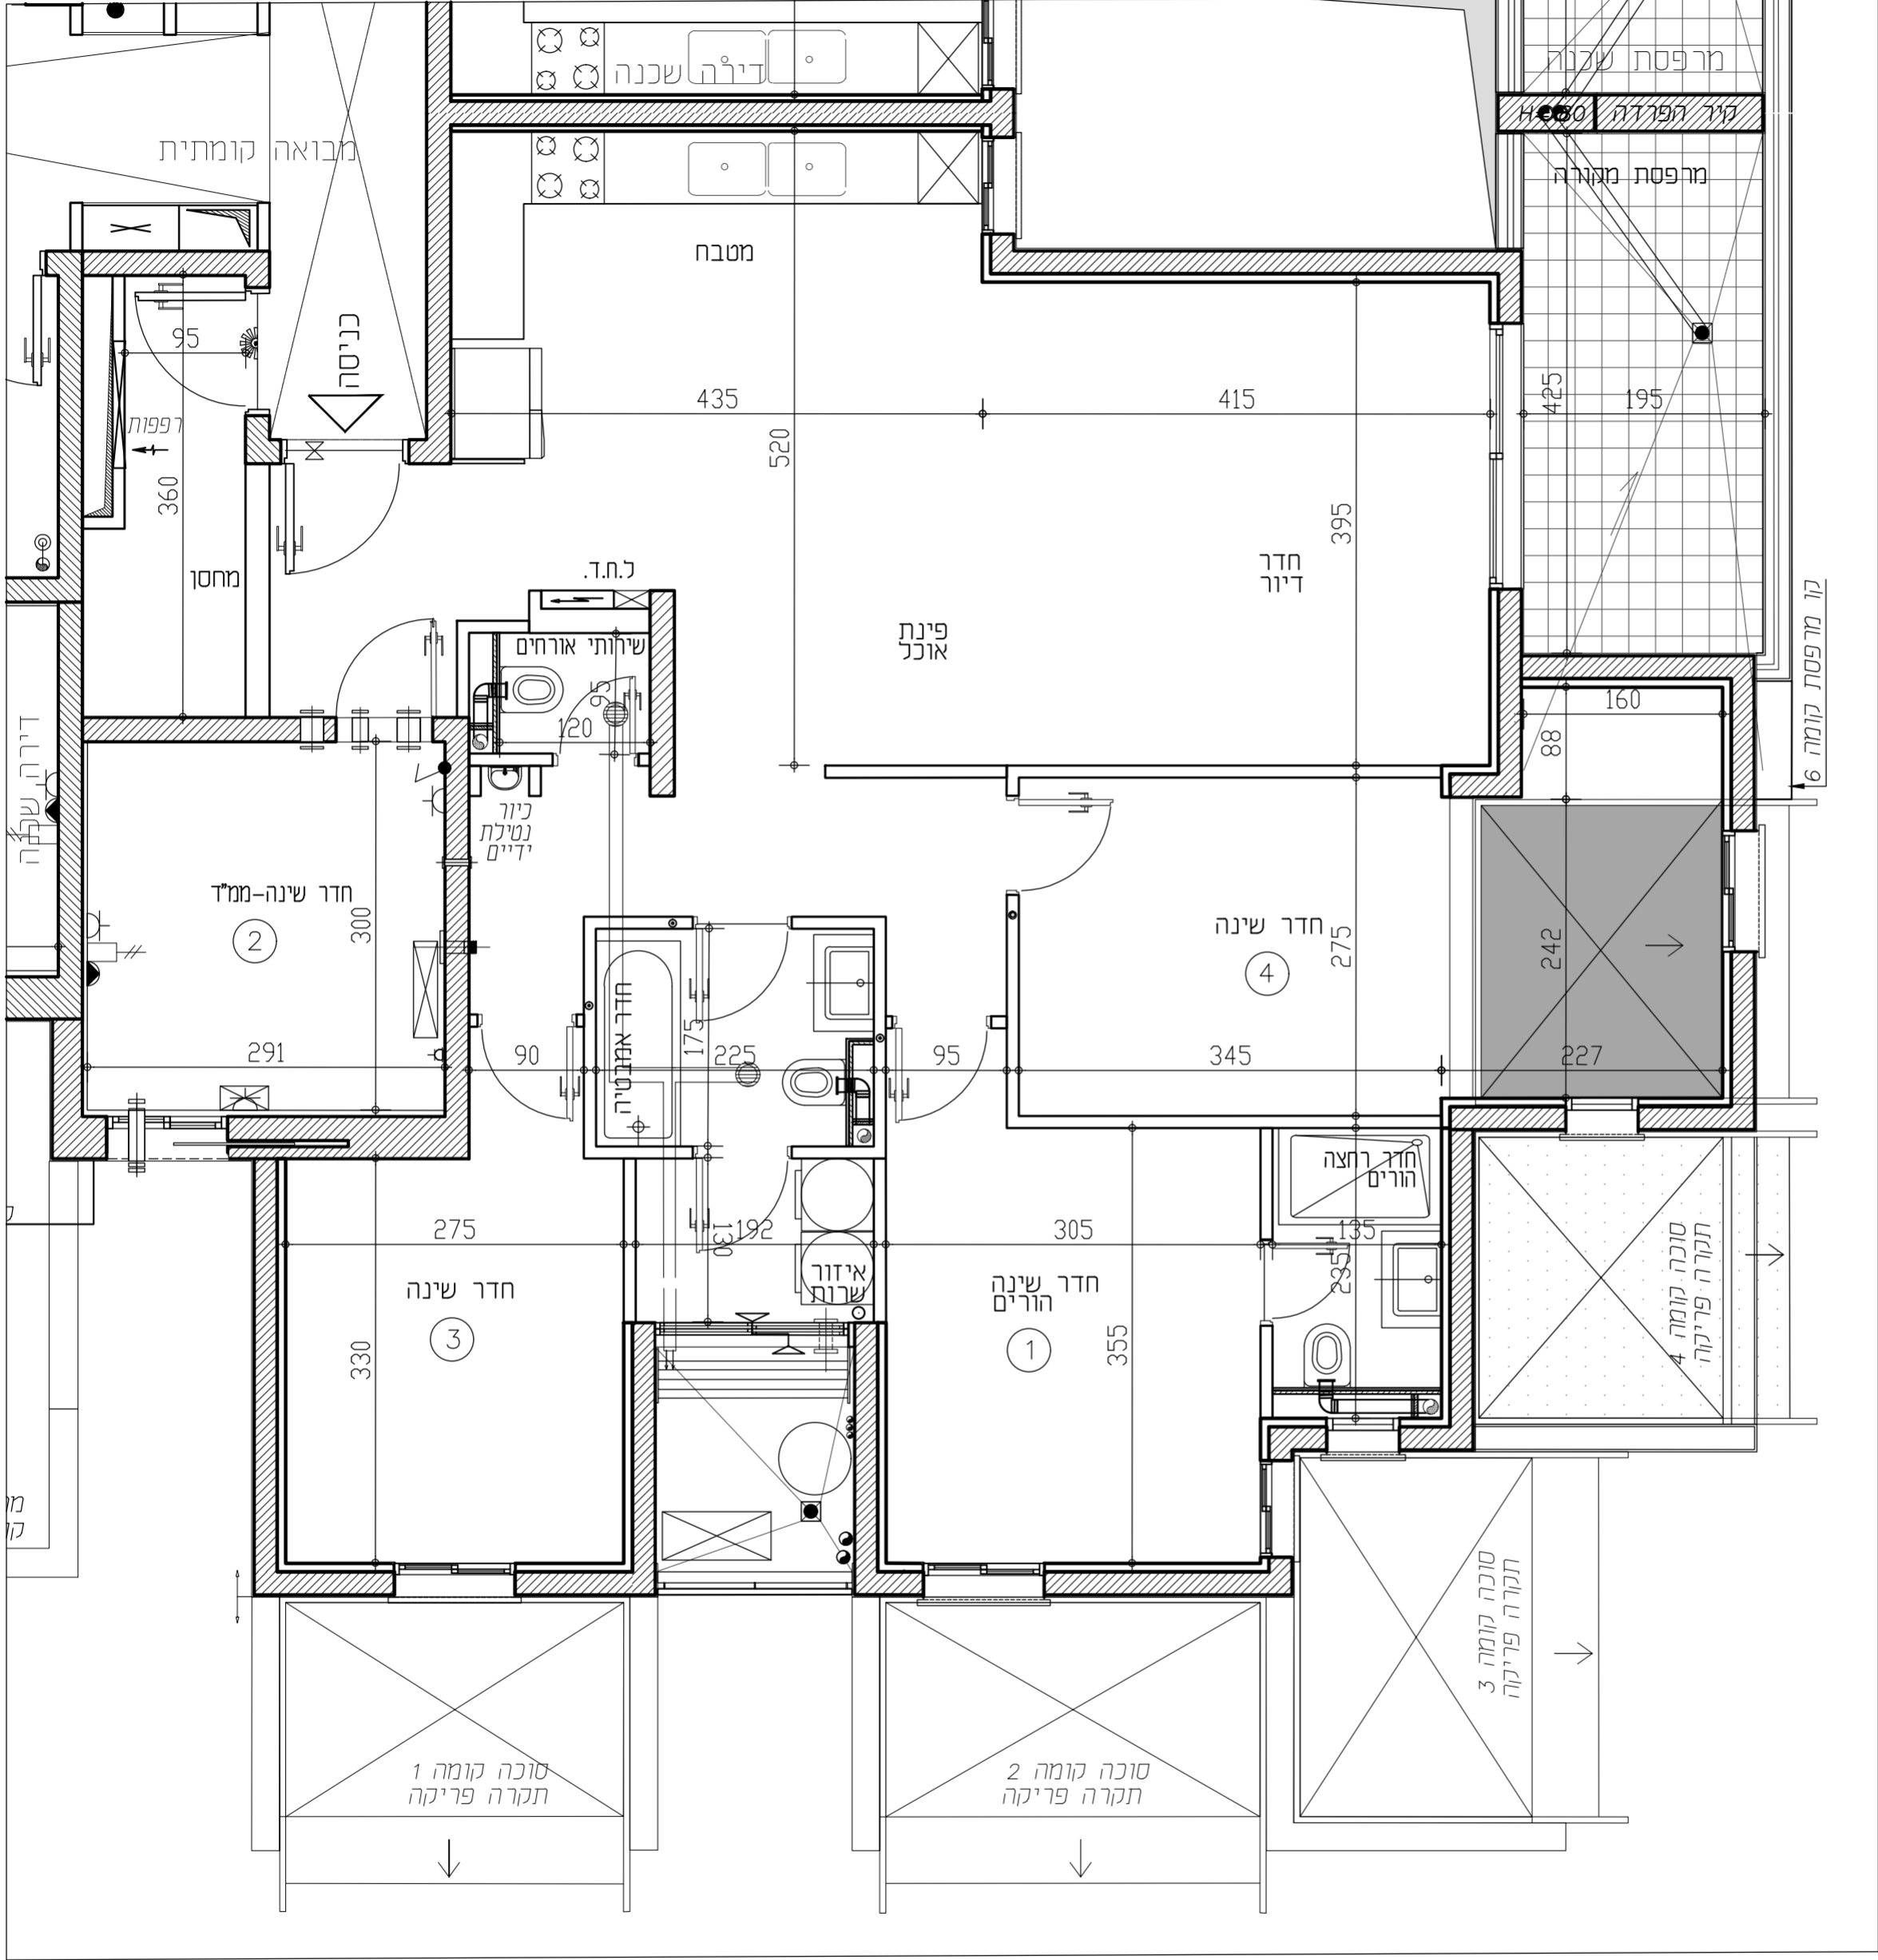 דירה שכנה
מרפסת שכנה
קיר הפרדה
מבואה קומתית
מרפסת מקורה
מטבח
כניסה
95
רפפות
360
מחסן
435
415
425
195
520
395
חדר
דיור
ל.ח.ד.
שירותי אורחים
95
120
פינת
אוכל
קו מרפסת קומה 6
160
88
דירה שכנה
כיור
נטילת
ידיים
חדר שינה-ממ"ד
2
300
291
חדר שינה
4
275
242
חדר אמבטיה
175
225
90
95
345
227
חדר רחצה
הורים
275
192
130
305
135
235
איזור
שרות
חדר שינה
3
330
חדר שינה
הורים
1
355
סוכה קומה 4
תקרה פריקה
סוכה קומה 3
תקרה פריקה
סוכה קומה 1
תקרה פריקה
סוכה קומה 2
תקרה פריקה